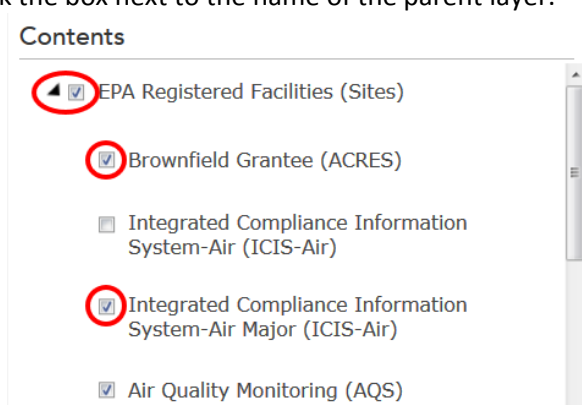 k the box next to the name of the parent layer.
Contents
EPA Registered Facilities (Sites)
Brownfield Grantee (ACRES)
Integrated Compliance Information
System-Air (ICIS-Air)
Integrated Compliance Information
System-Air Major (ICIS-Air)
Air Quality Monitoring (AQS)